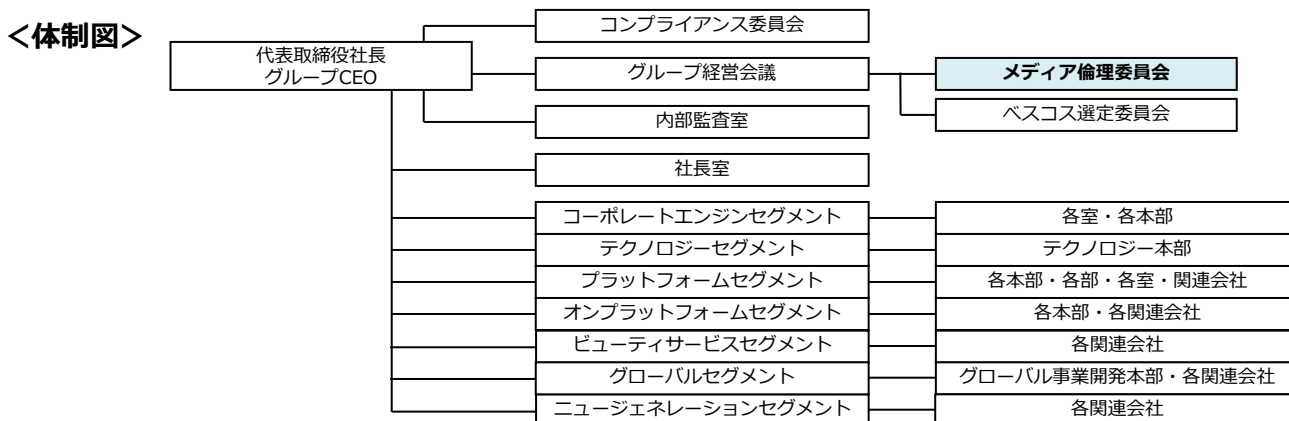 <体制図>
代表取締役社長
グループCEO
コンプライアンス委員会
グループ経営会議
メディア倫理委員会
ベスコス選定委員会
内部監査室
社長室
コーポレートエンジンセグメント
各室・各本部
テクノロジーセグメント
テクノロジー本部
プラットフォームセグメント
各本部・各部・各室・関連会社
オンプラットフォームセグメント
各本部・各関連会社
ビューティサービスセグメント
各関連会社
グローバルセグメント
グローバル事業開発本部・各関連会社
ニュージェネレーションセグメント
各関連会社